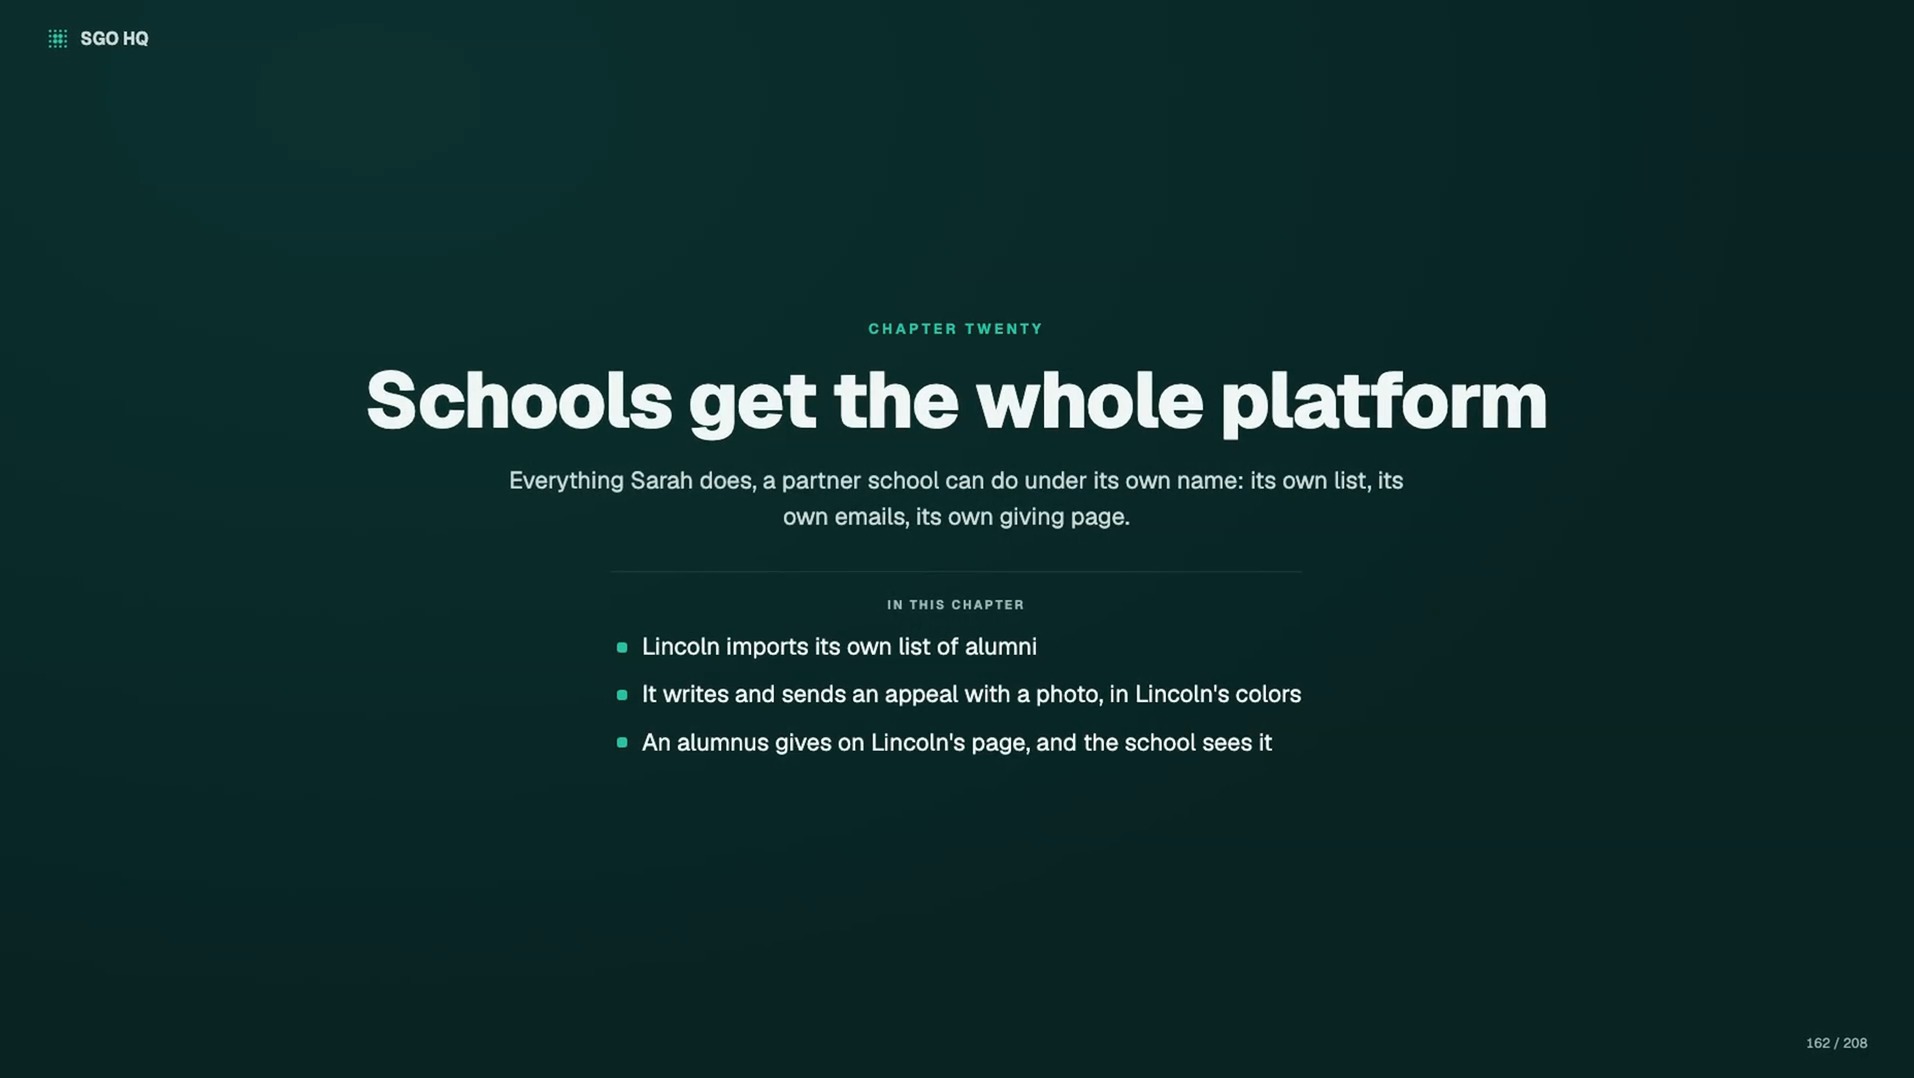 SGO HQ
CHAPTER TWENTY
Schools get the whole platform
Everything Sarah does, a partner school can do under its own name: its own list, its
own emails, its own giving page.
IN THIS CHAPTER
Lincoln imports its own list of alumni
It writes and sends an appeal with a photo, in Lincoln's colors
An alumnus gives on Lincoln's page, and the school sees it
162 / 208